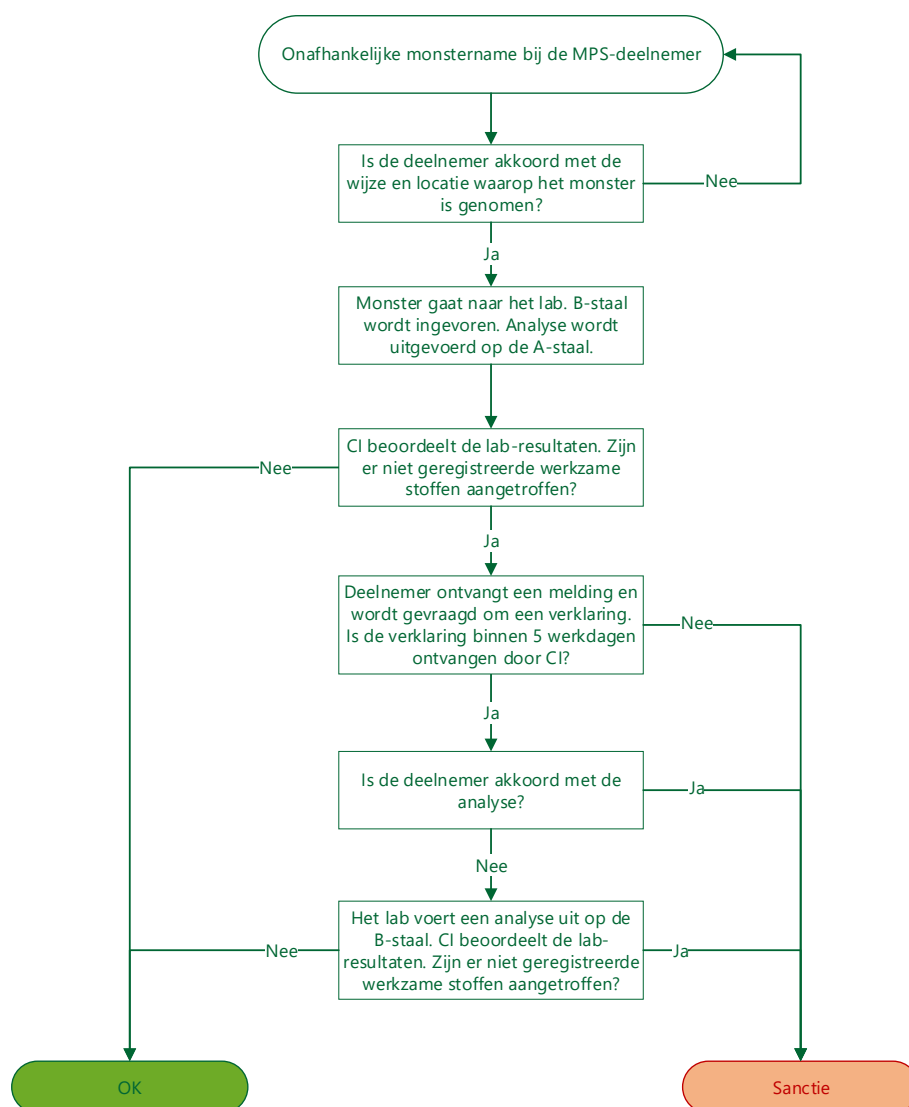 Onafhankelijke monstername bij de MPS-deelnemer
Is de deelnemer akkoord met de
wijze en locatie waarop het monster
is genomen?
Nee
Ja
Monster gaat naar het lab. B-staal
wordt ingevoren. Analyse wordt
uitgevoerd op de A-staal.
CI beoordeelt de lab-resultaten. Zijn
er niet geregistreerde werkzame
stoffen aangetroffen?
Nee
Ja
Deelnemer ontvangt een melding en
wordt gevraagd om een verklaring.
Is de verklaring binnen 5 werkdagen
ontvangen door CI?
Nee
Ja
Is de deelnemer akkoord met de
analyse?
Ja
Nee
Het lab voert een analyse uit op de
B-staal. CI beoordeelt de lab-
resultaten. Zijn er niet geregistreerde
werkzame stoffen aangetroffen?
Nee
Ja
OK
Sanctie